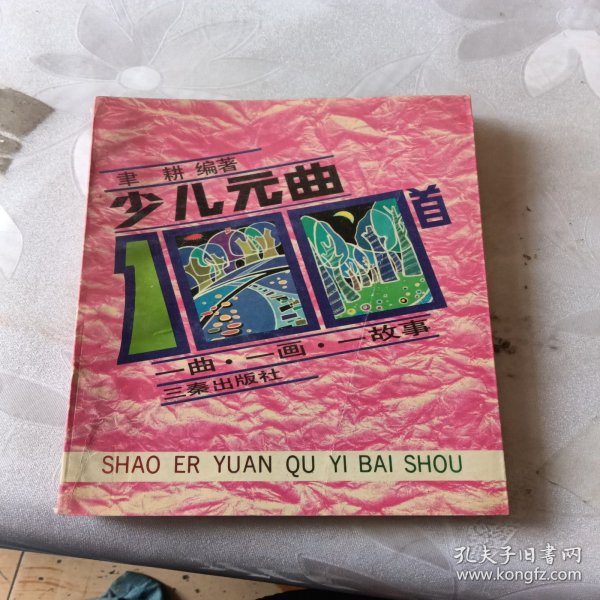 聿 耕 编著
少儿元曲
100首
一曲·一画·一故事
三秦出版社
SHAO ER YUAN QU YI BAI SHOU
孔夫子旧书网
www.kongfz.com